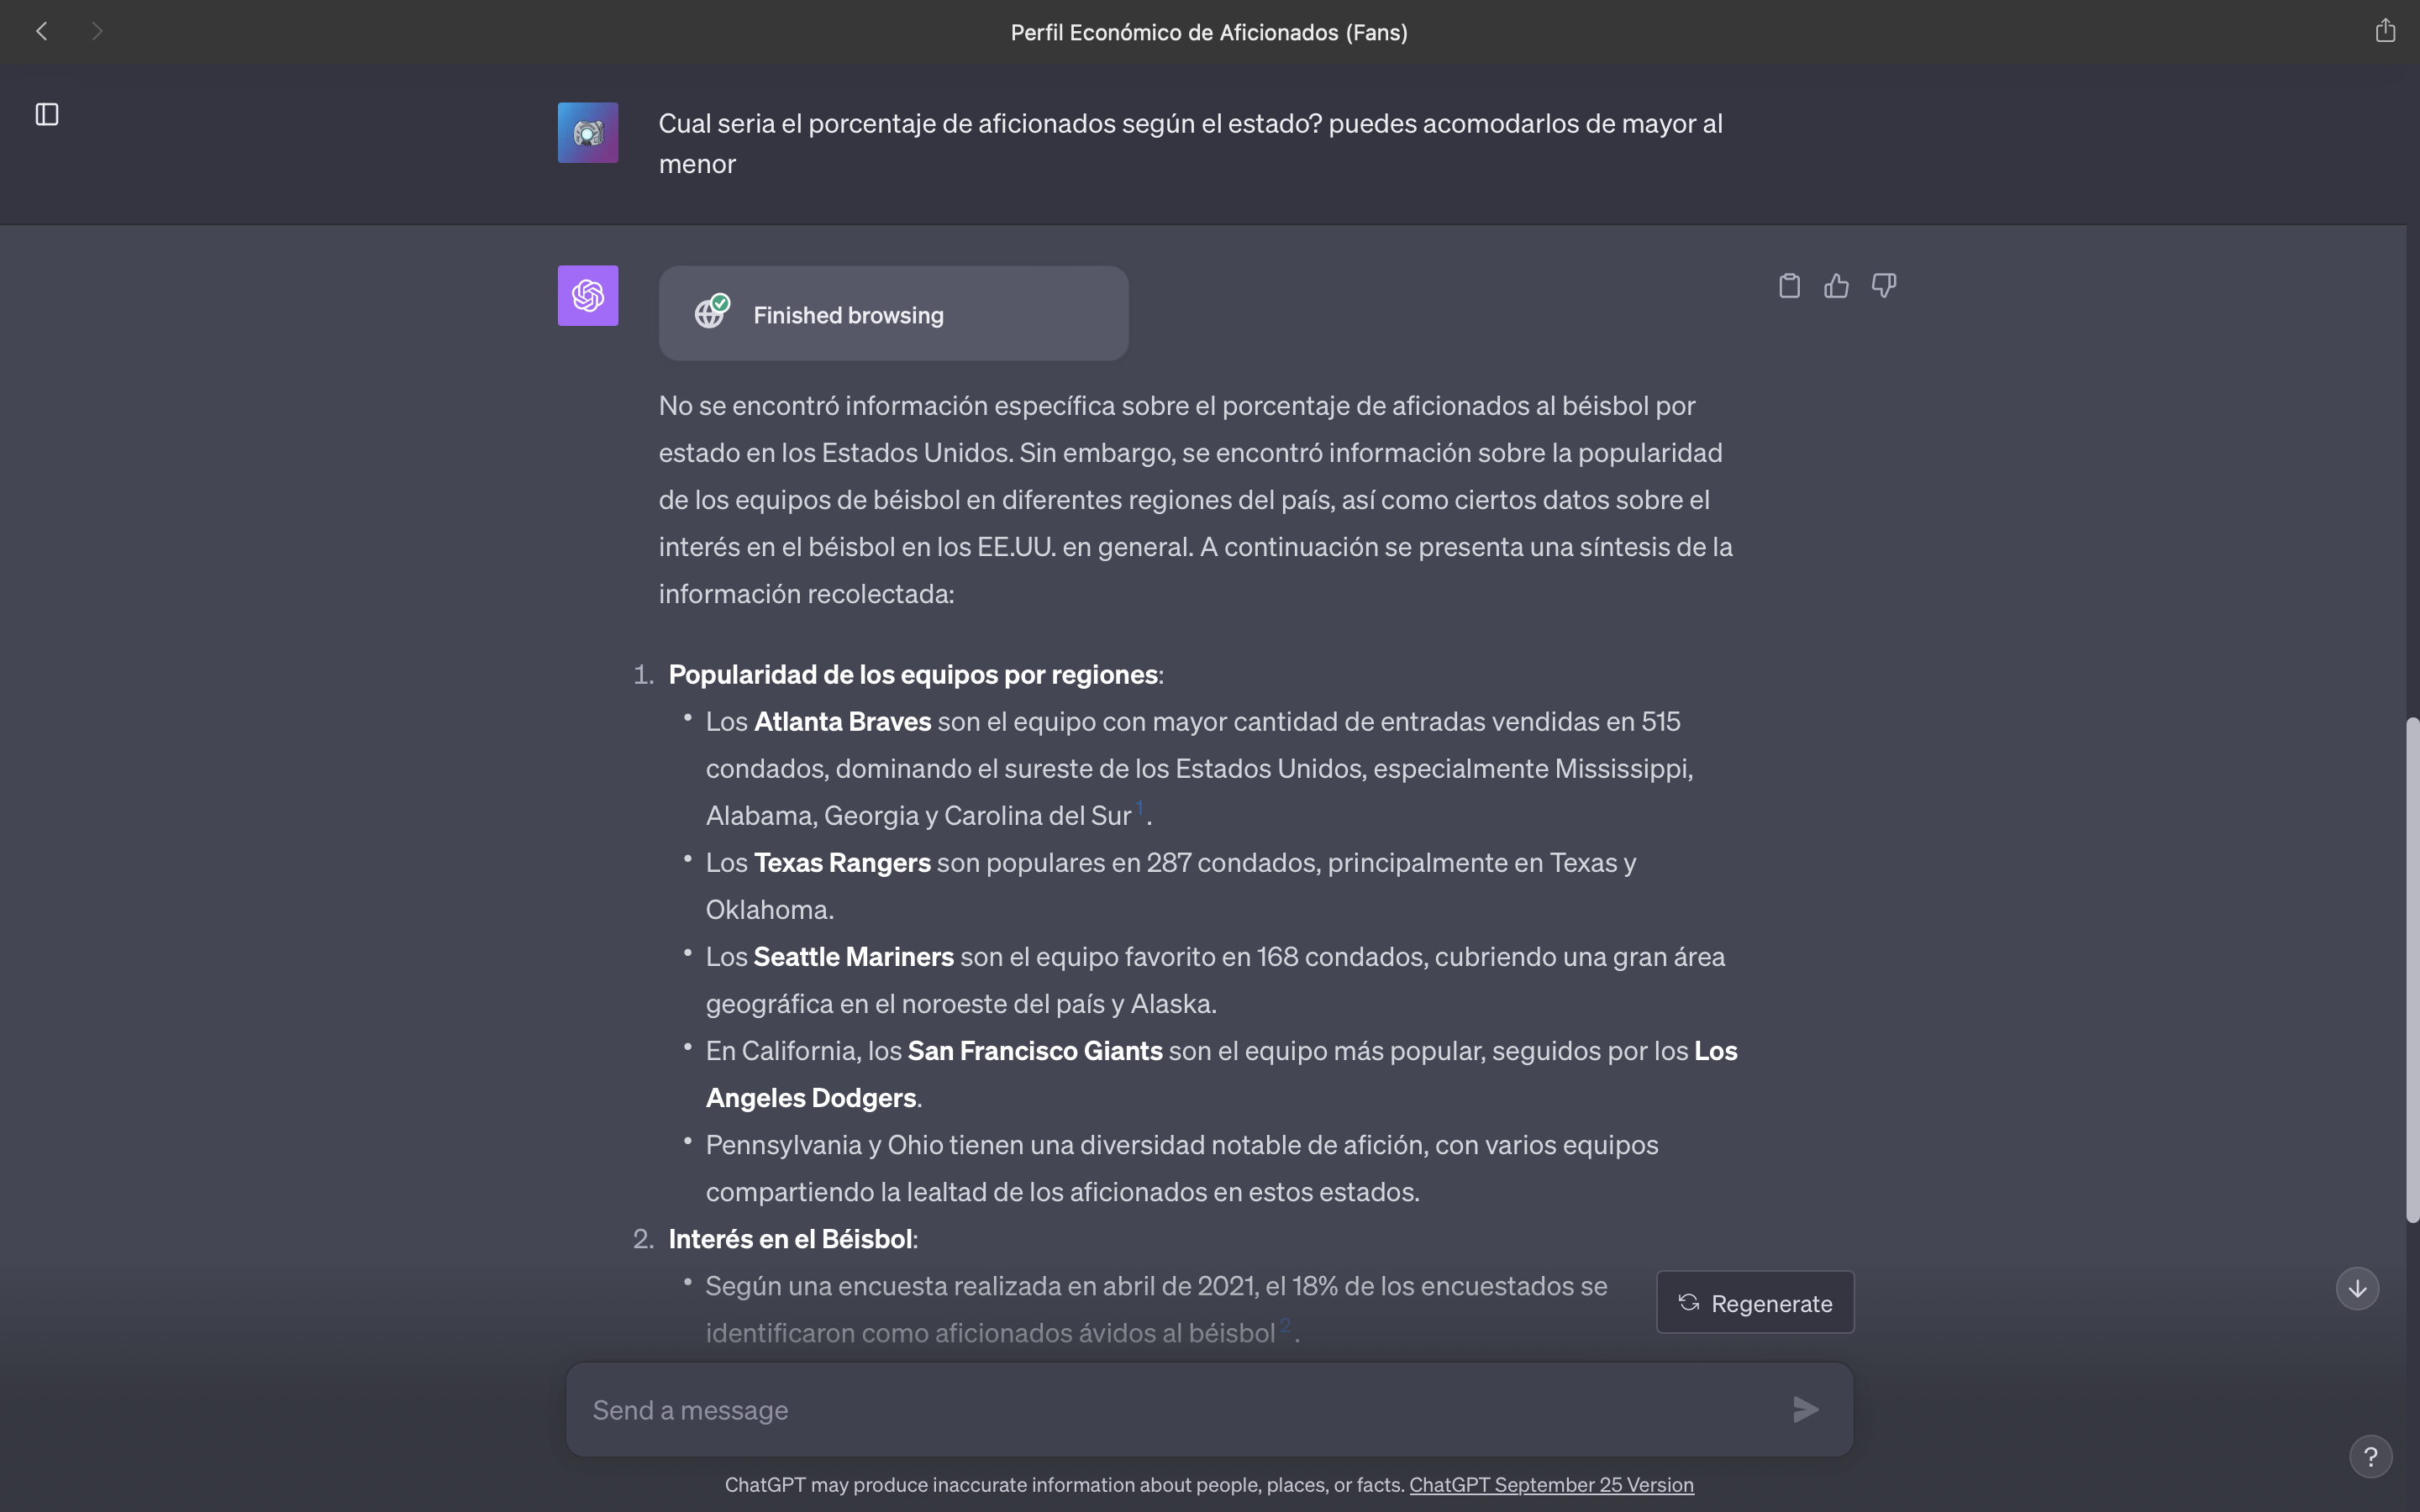 Perfil Económico de Aficionados (Fans)
Cual seria el porcentaje de aficionados según el estado? puedes acomodarlos de mayor al
menor
Finished browsing
No se encontró información específica sobre el porcentaje de aficionados al béisbol por
estado en los Estados Unidos. Sin embargo, se encontró información sobre la popularidad
de los equipos de béisbol en diferentes regiones del país, así como ciertos datos sobre el
interés en el béisbol en los EE.UU. en general. A continuación se presenta una síntesis de la
información recolectada:
1. Popularidad de los equipos por regiones:
• Los Atlanta Braves son el equipo con mayor cantidad de entradas vendidas en 515
condados, dominando el sureste de los Estados Unidos, especialmente Mississippi,
Alabama, Georgia y Carolina del Sur 1.
• Los Texas Rangers son populares en 287 condados, principalmente en Texas y
Oklahoma.
• Los Seattle Mariners son el equipo favorito en 168 condados, cubriendo una gran área
geográfica en el noroeste del país y Alaska.
• En California, los San Francisco Giants son el equipo más popular, seguidos por los Los
Angeles Dodgers.
• Pennsylvania y Ohio tienen una diversidad notable de afición, con varios equipos
compartiendo la lealtad de los aficionados en estos estados.
2. Interés en el Béisbol:
• Según una encuesta realizada en abril de 2021, el 18% de los encuestados se
identificaron como aficionados ávidos al béisbol 2.
Regenerate
Send a message
?
ChatGPT may produce inaccurate information about people, places, or facts. ChatGPT September 25 Version